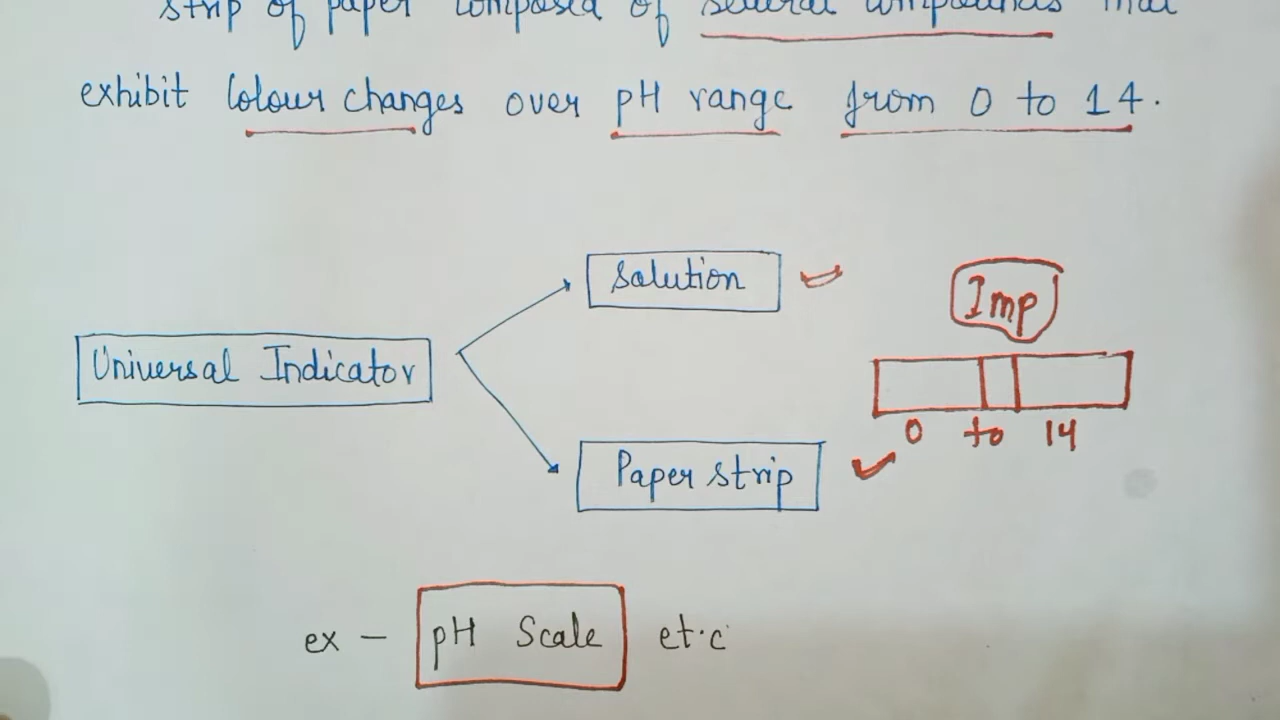 strip of paper composed of several compounds that
exhibit Colour changes over pH range from 0 to 14.
Solution
Imp
Universal Indicator
0 to 14
Paper strip
ex - pH Scale et.c